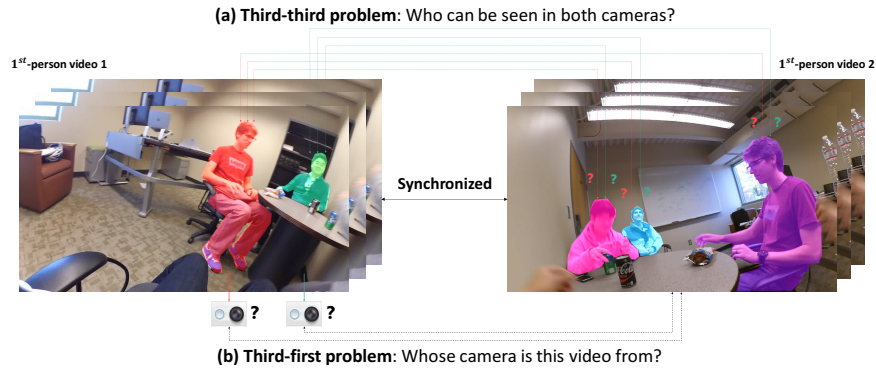 (a) Third-third problem: Who can be seen in both cameras?
1st-person video 1
1st-person video 2
? ?
? ?
? ?
Synchronized
? ?
(b) Third-first problem: Whose camera is this video from?